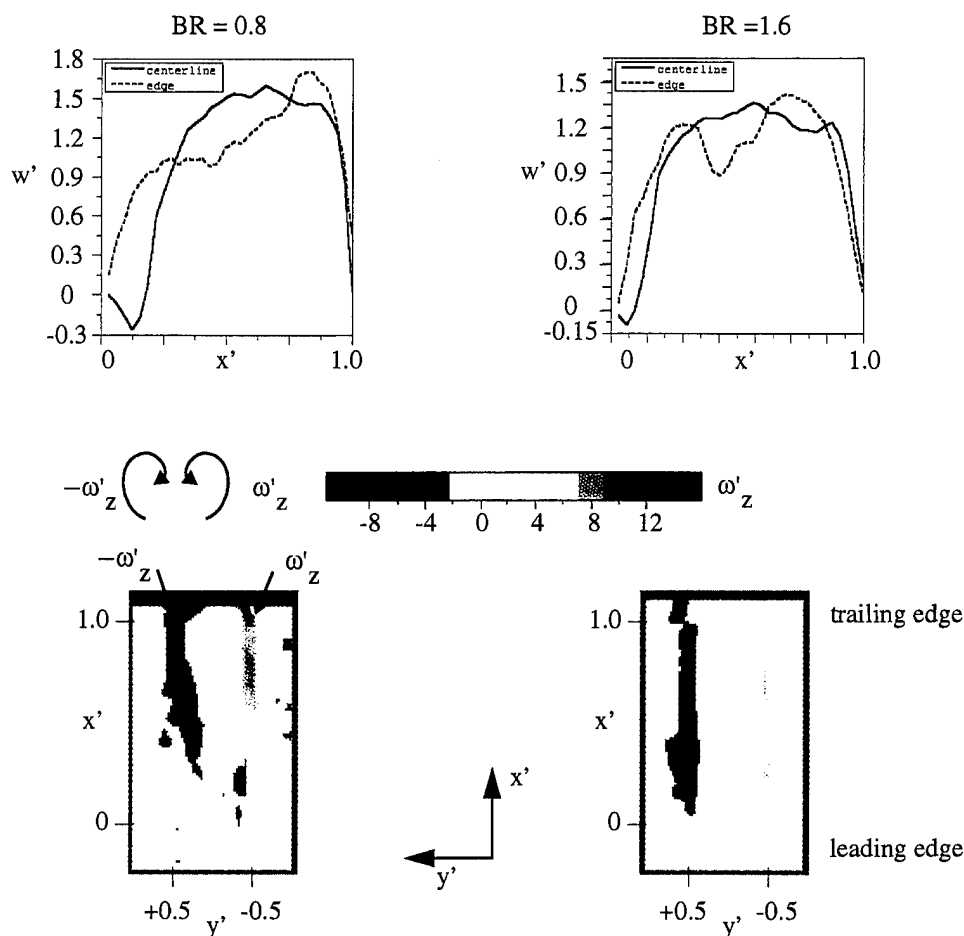 BR = 0.8
1.8
1.5
1.2
0.9
0.6
0.3
0
-0.3
w'
centerline
edge
0
x'
1.0
BR = 1.6
1.5
1.2
0.9
0.6
0.3
0
-0.15
w'
centerline
edge
0
x'
1.0
−ω'z
ω'z
ω'z
-8
-4
0
4
8
12
−ω'z
ω'z
1.0
x'
0
+0.5
-0.5
y'
x'
y'
1.0
x'
0
trailing edge
leading edge
+0.5
-0.5
y'